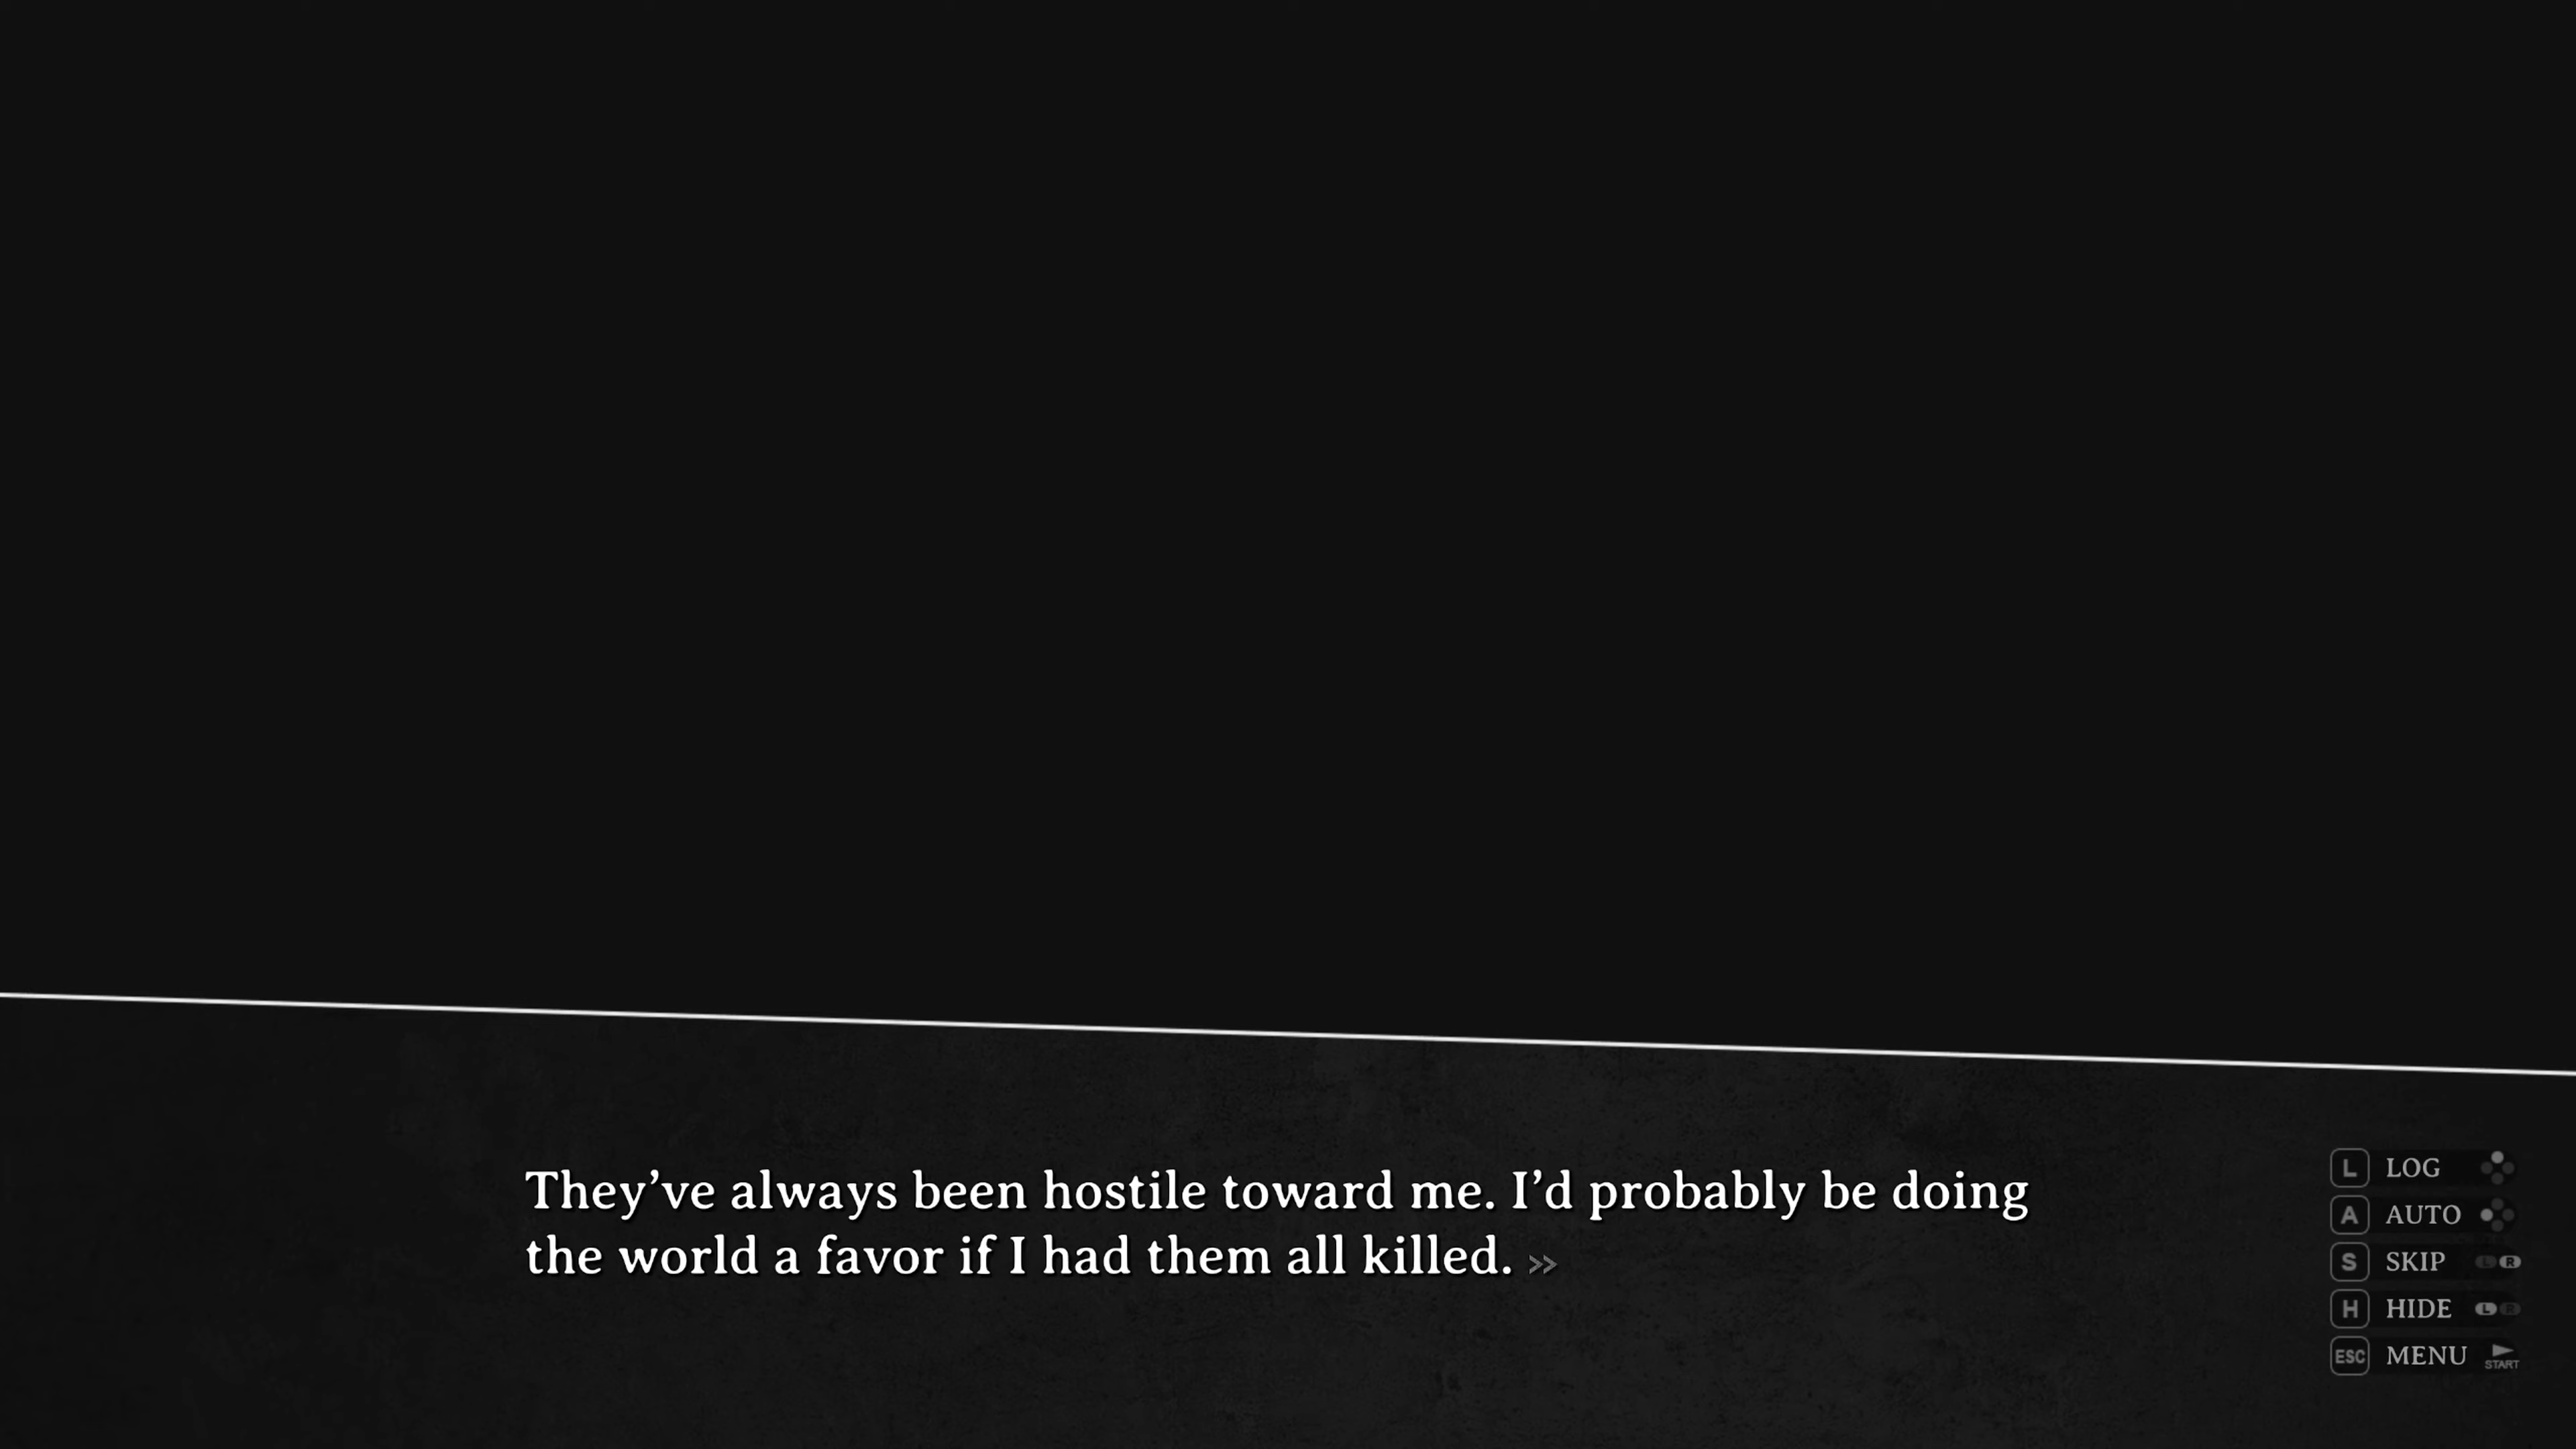 They’ve always been hostile toward me. I’d probably be doing
the world a favor if I had them all killed. »
L LOG
A AUTO
S SKIP L R
H HIDE L R
ESC MENU START